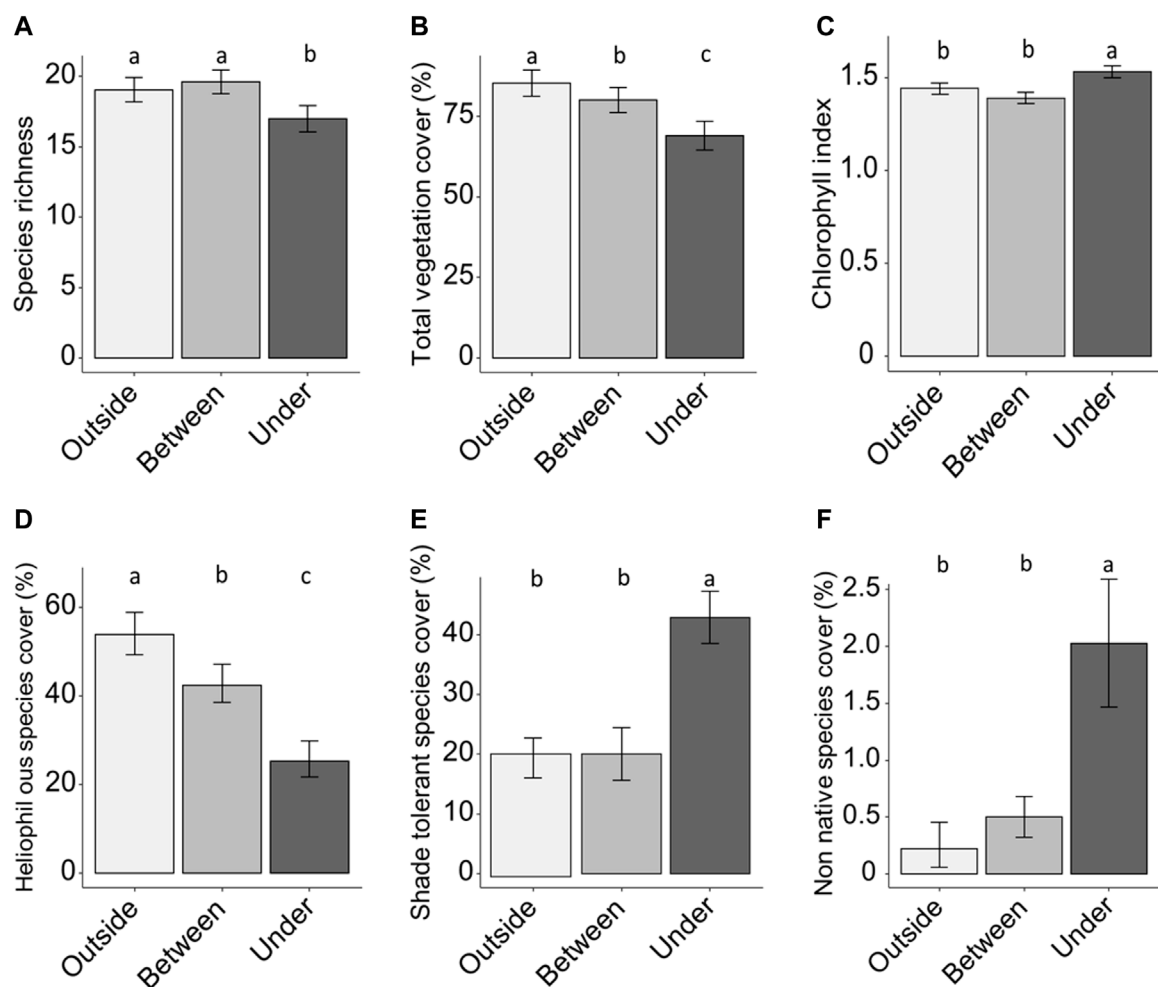 A
Species richness
20
15
10
5
0
a
a
b
Outside
Between
Under
B
Total vegetation cover (%)
75
50
25
0
a
b
c
Outside
Between
Under
C
Chlorophyll index
1.5
1.0
0.5
0
b
b
a
Outside
Between
Under
D
Heliophil ous species cover (%)
60
40
20
0
a
b
c
Outside
Between
Under
E
Shade tolerant species cover (%)
40
30
20
10
0
b
b
a
Outside
Between
Under
F
Non native species cover (%)
2.5
2.0
1.5
1.0
0.5
0
b
b
a
Outside
Between
Under